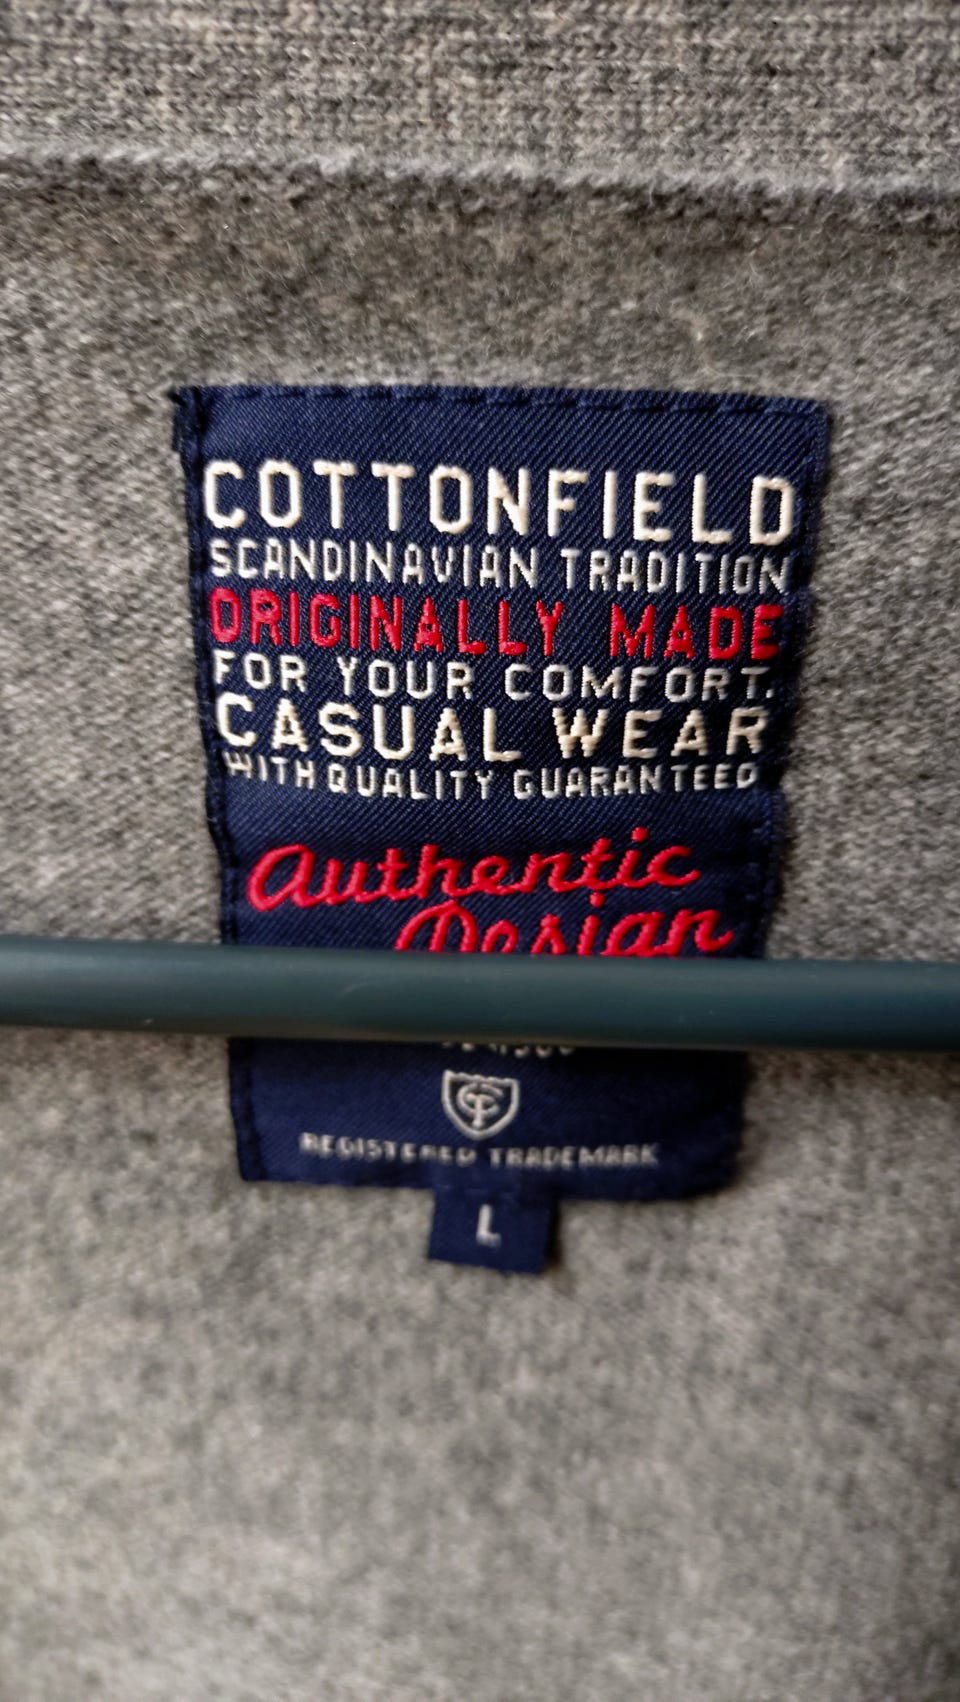 COTTONFIELD
SCANDINAVIAN TRADITION
ORIGINALLY MADE
FOR YOUR COMFORT.
CASUAL WEAR
WITH QUALITY GUARANTEED
Authentic
Design
REGISTERED TRADEMARK
L